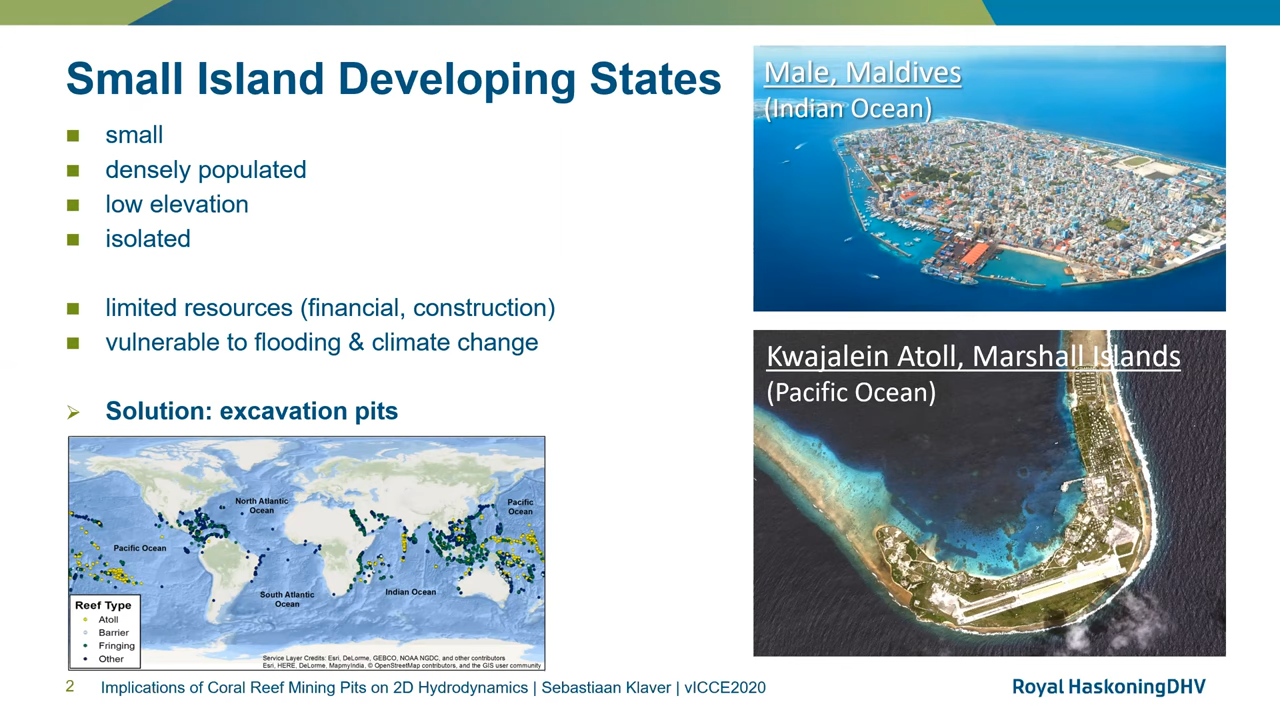 Small Island Developing States
small
densely populated
low elevation
isolated
limited resources (financial, construction)
vulnerable to flooding & climate change
Solution: excavation pits
Male, Maldives
(Indian Ocean)
Kwajalein Atoll, Marshall Islands
(Pacific Ocean)
North Atlantic
Ocean
Pacific
Ocean
Pacific Ocean
South Atlantic
Ocean
Indian Ocean
Reef Type
Atoll
Barrier
Fringing
Other
Service Layer Credits: Esri, DeLorme, GEBCO, NOAA NGDC, and other contributors
Esri, HERE, DeLorme, MapmyIndia, © OpenStreetMap contributors, and the GIS user community
2 Implications of Coral Reef Mining Pits on 2D Hydrodynamics | Sebastiaan Klaver | vICCE2020
Royal HaskoningDHV